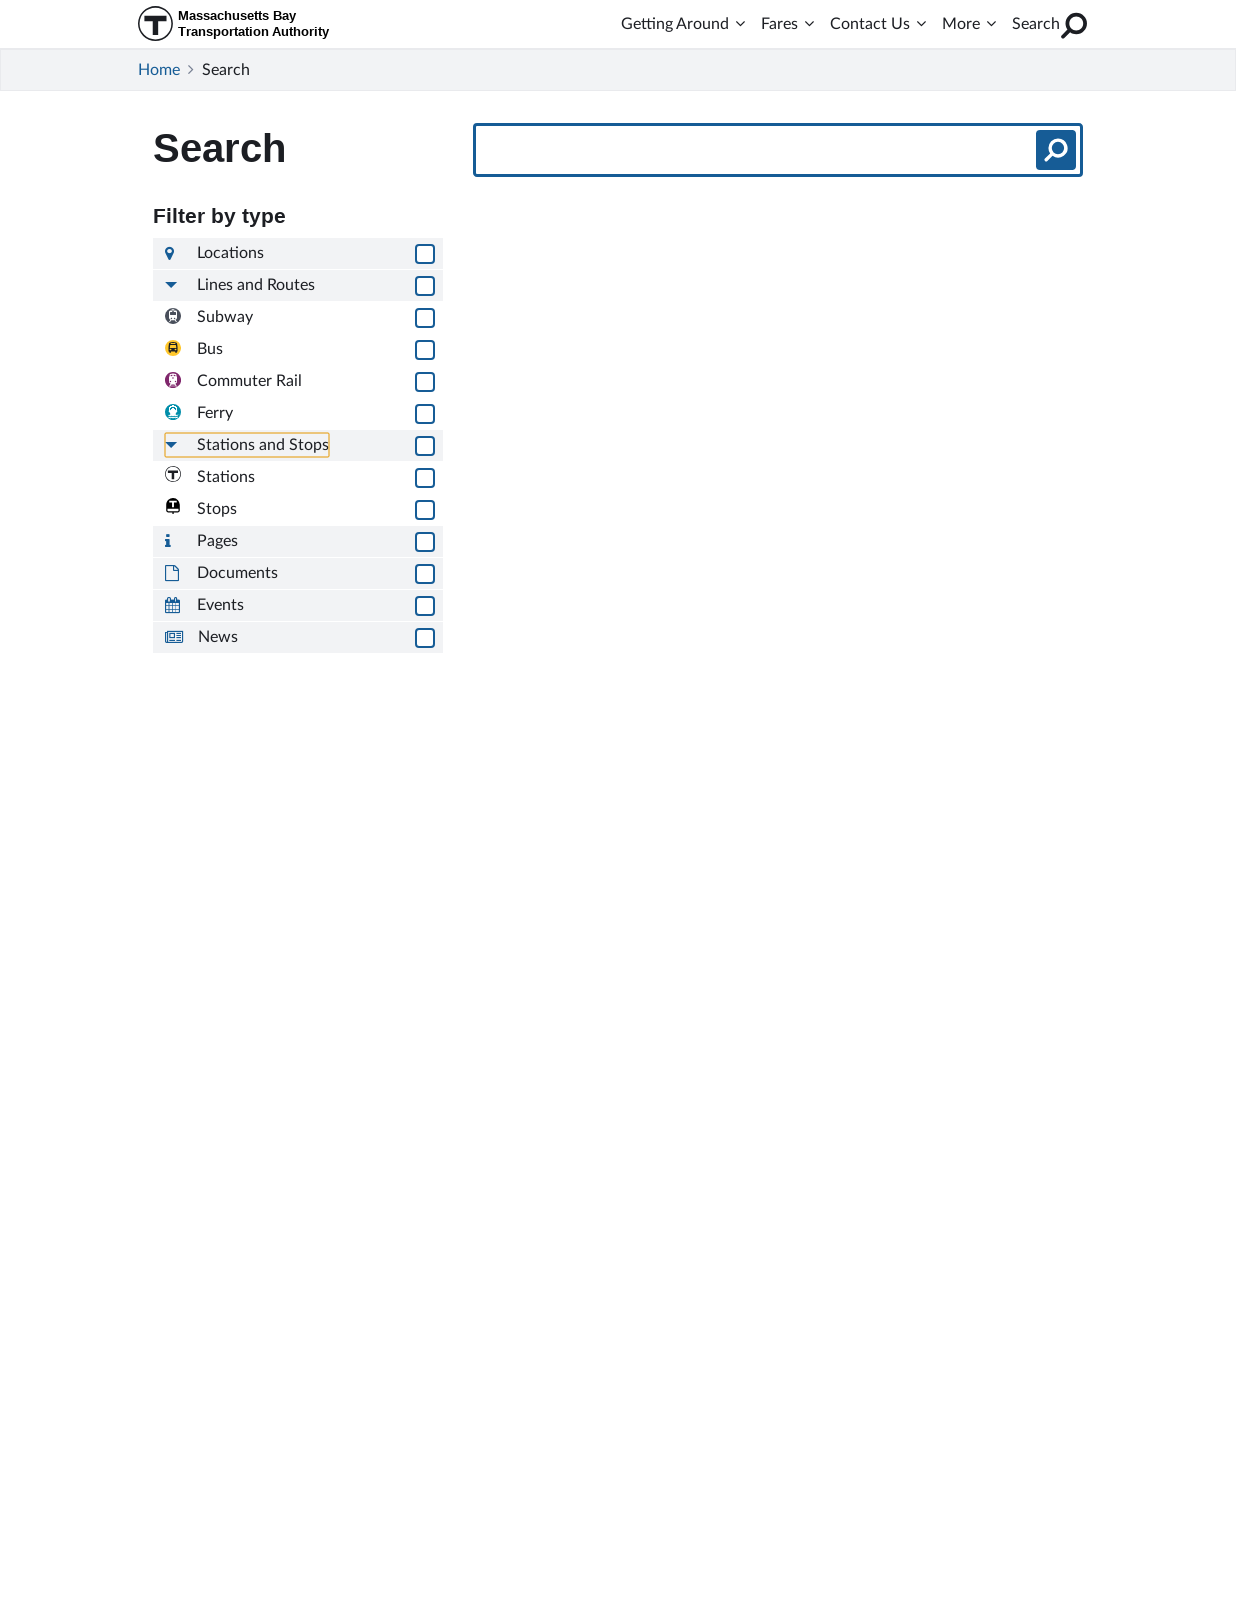 Massachusetts Bay
Transportation Authority
Getting Around
Fares
Contact Us
More
Search
Home
Search
Search
Filter by type
Locations
Lines and Routes
Subway
Bus
Commuter Rail
Ferry
Stations and Stops
Stations
Stops
Pages
Documents
Events
News